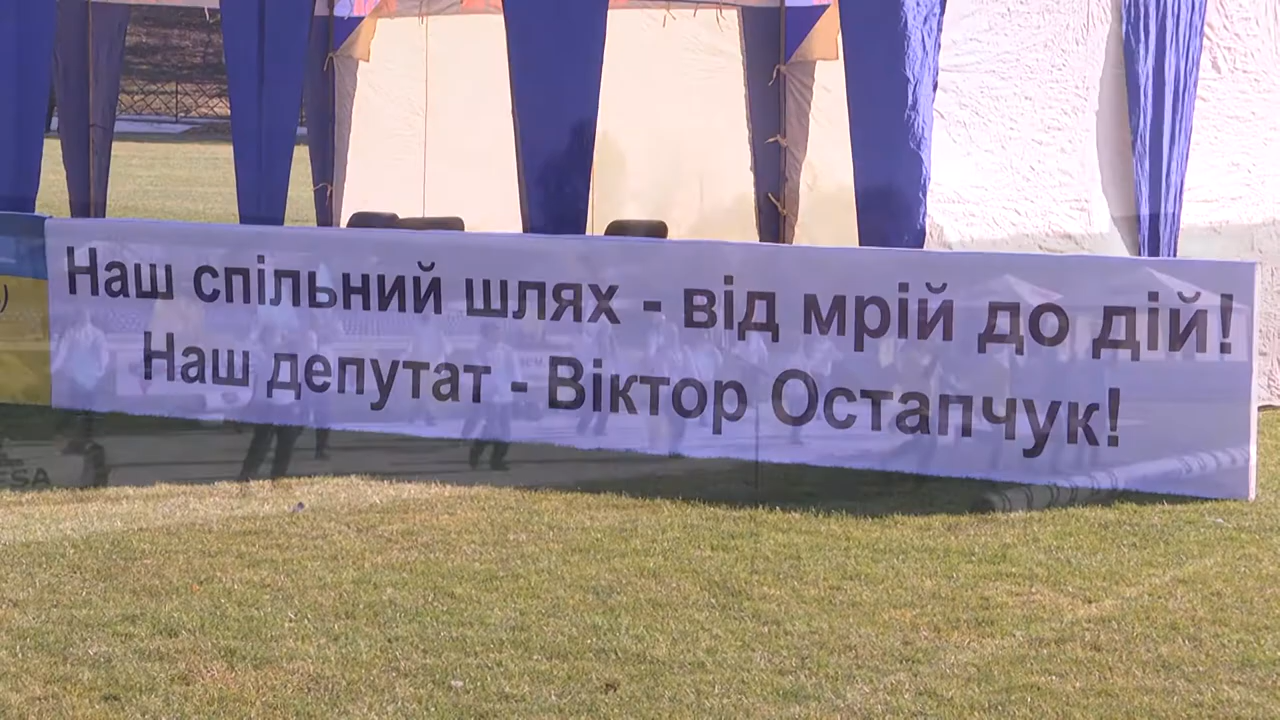 Наш спільний шлях - від мрій до дій!
Наш депутат - Віктор Остапчук!